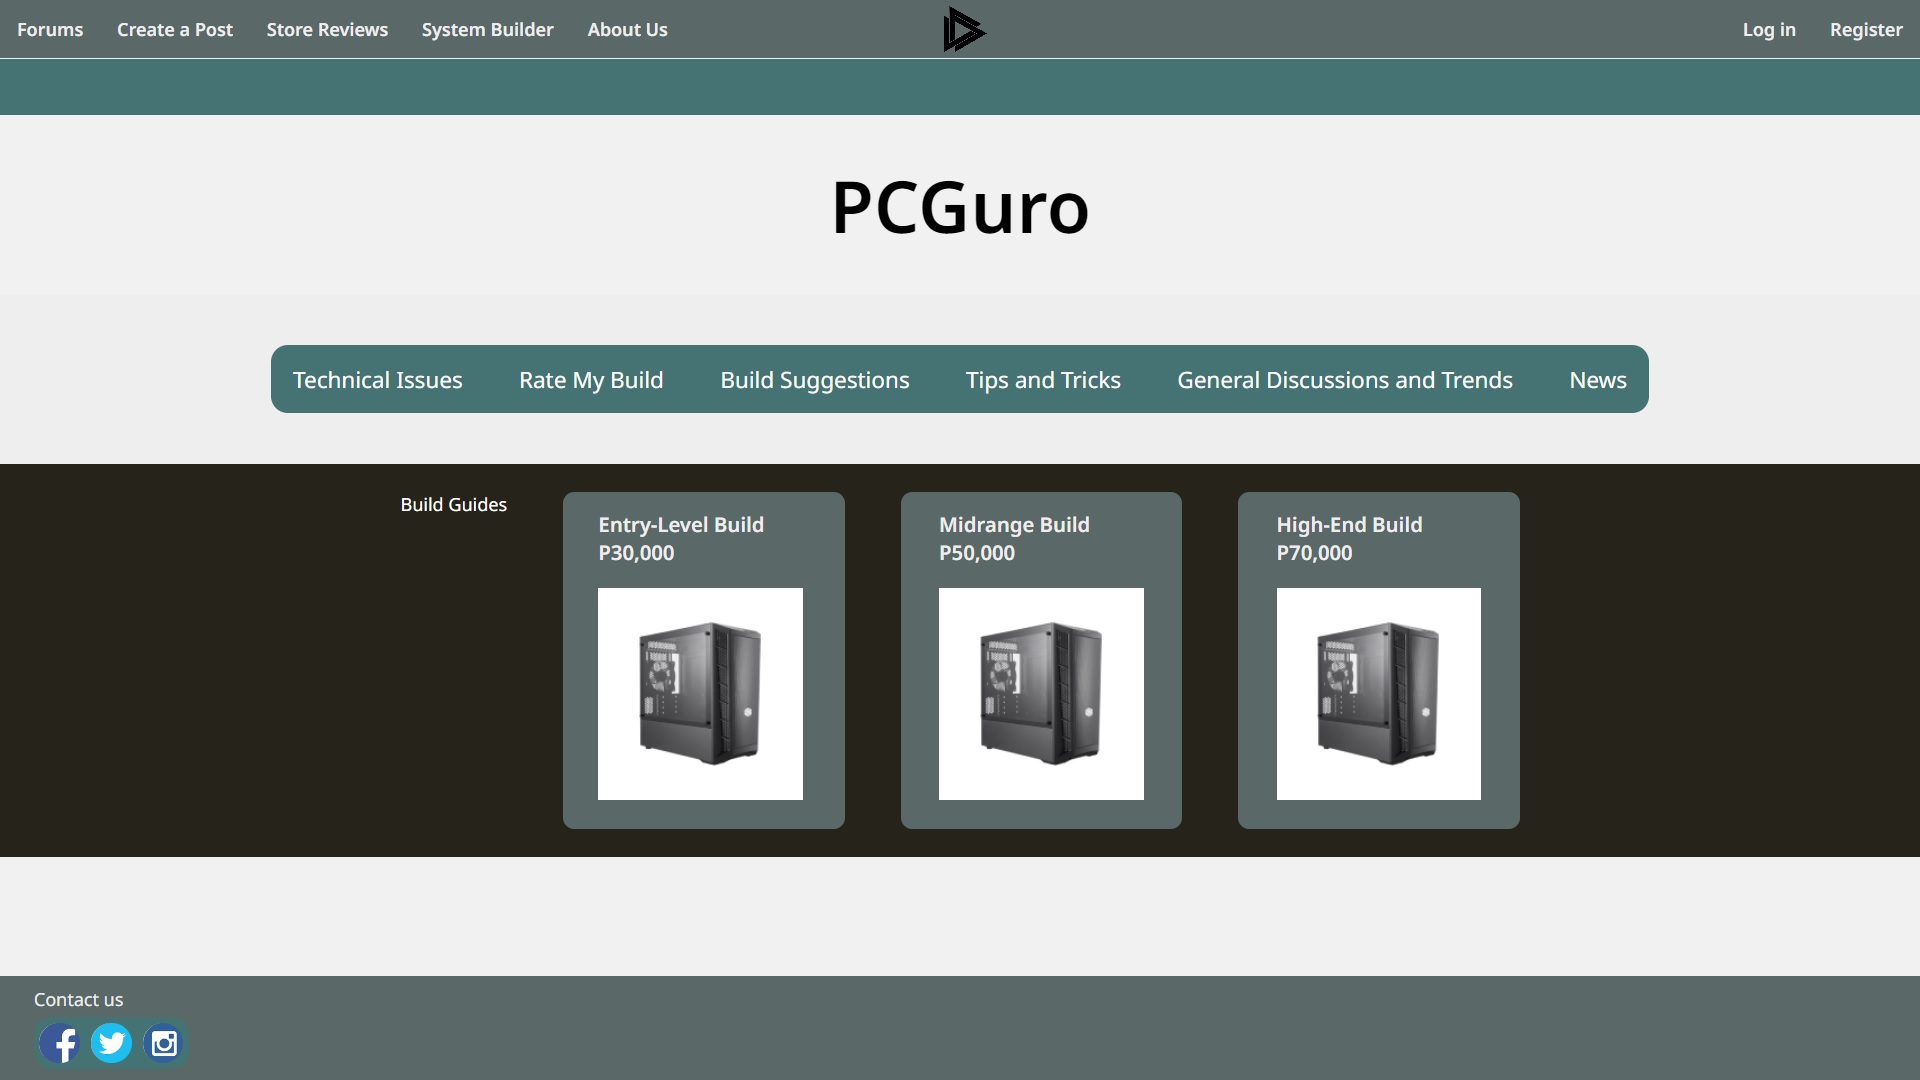 Forums
Create a Post
Store Reviews
System Builder
About Us
Log in
Register
PCGuro
Technical Issues
Rate My Build
Build Suggestions
Tips and Tricks
General Discussions and Trends
News
Build Guides
Entry-Level Build
P30,000
Midrange Build
P50,000
High-End Build
P70,000
Contact us